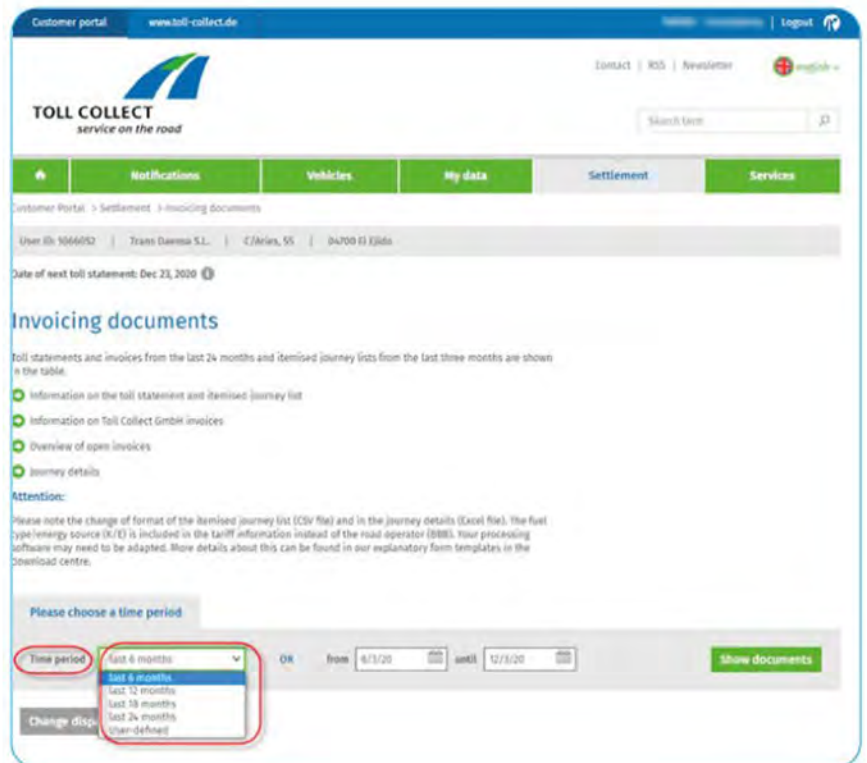 Customer portal www.toll-collect.de | Logout
Contact | RSS | Newsletter english
TOLL COLLECT
service on the road
Search term
Notifications Vehicles My data Settlement Services
Customer Portal > Settlement > Invoicing documents
User ID: 5066052 | Trans Daensa S.L. | C/Aries, 55 | 04700 El Ejido
Date of next toll statement: Dec 23, 2020
Invoicing documents
Toll statements and invoices from the last 24 months and itemised journey lists from the last three months are shown
in the table.
Information on the toll statement and itemised journey list
Information on Toll Collect GmbH invoices
Overview of open invoices
Journey details
Attention:
Please note the change of format of the itemised journey list (CSV file) and in the journey details (Excel file). The fuel
type/energy source (K/E) is included in the tariff information instead of the road operator (BBB). Your processing
software may need to be adapted. More details about this can be found in our explanatory form templates in the
download centre.
Please choose a time period
Time period last 6 months OR from 6/3/20 until 12/3/20 Show documents
last 6 months
last 12 months
last 18 months
last 24 months
User-defined
Change disp